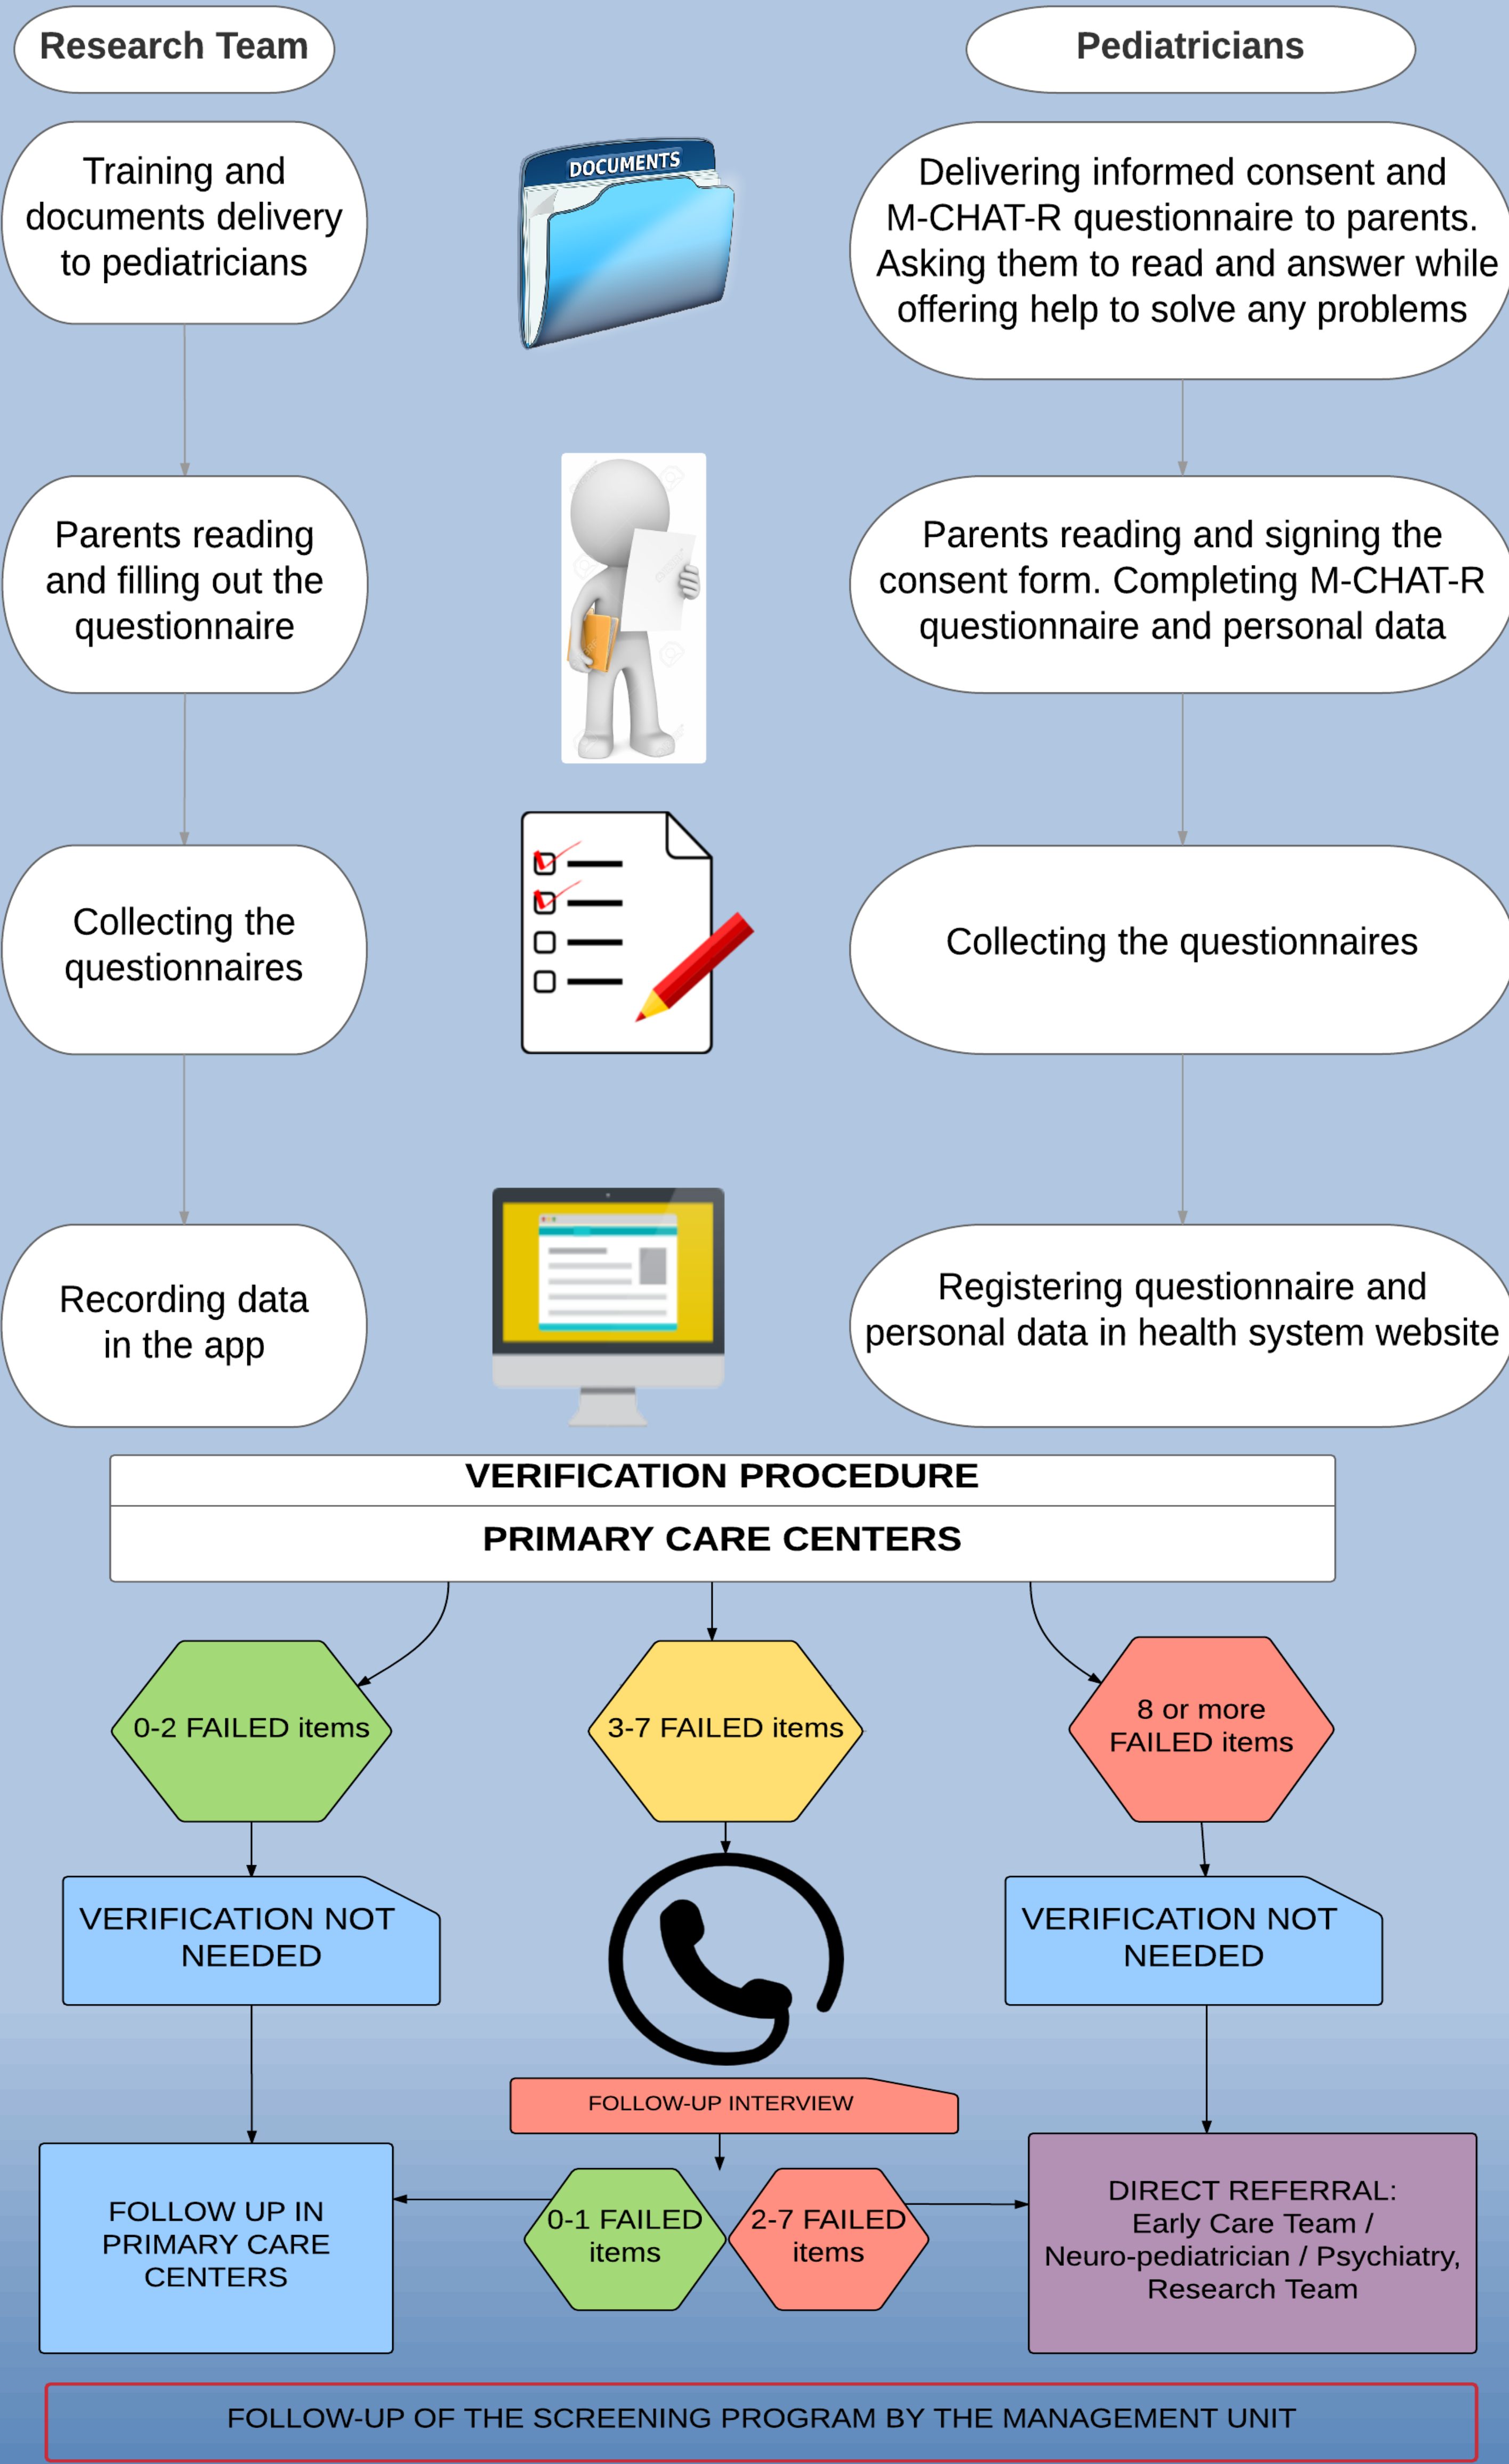 Research Team
Pediatricians
Training and
documents delivery
to pediatricians
DOCUMENTS
Delivering informed consent and
M-CHAT-R questionnaire to parents.
Asking them to read and answer while
offering help to solve any problems
Parents reading
and filling out the
questionnaire
Parents reading and signing the
consent form. Completing M-CHAT-R
questionnaire and personal data
Collecting the
questionnaires
Collecting the questionnaires
Recording data
in the app
Registering questionnaire and
personal data in health system website
VERIFICATION PROCEDURE
PRIMARY CARE CENTERS
0-2 FAILED items
3-7 FAILED items
8 or more
FAILED items
VERIFICATION NOT
NEEDED
VERIFICATION NOT
NEEDED
FOLLOW-UP INTERVIEW
FOLLOW UP IN
PRIMARY CARE
CENTERS
0-1 FAILED
items
2-7 FAILED
items
DIRECT REFERRAL:
Early Care Team /
Neuro-pediatrician / Psychiatry,
Research Team
FOLLOW-UP OF THE SCREENING PROGRAM BY THE MANAGEMENT UNIT